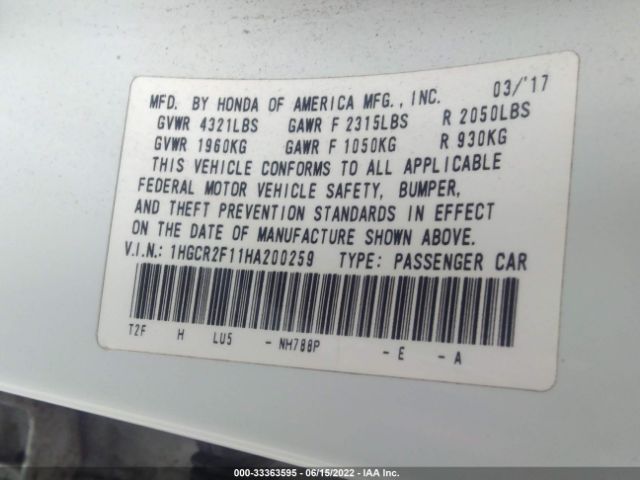 MFD. BY HONDA OF AMERICA MFG., INC. 03/'17
GVWR 4321LBS GAWR F 2315LBS R 2050LBS
GVWR 1960KG GAWR F 1050KG R 930KG
THIS VEHICLE CONFORMS TO ALL APPLICABLE
FEDERAL MOTOR VEHICLE SAFETY, BUMPER,
AND THEFT PREVENTION STANDARDS IN EFFECT
ON THE DATE OF MANUFACTURE SHOWN ABOVE.
V.I.N.: 1HGCR2F11HA200259 TYPE: PASSENGER CAR
T2F H LU5 - NH788P - E - A
000-33363595 - 06/15/2022 - IAA Inc.